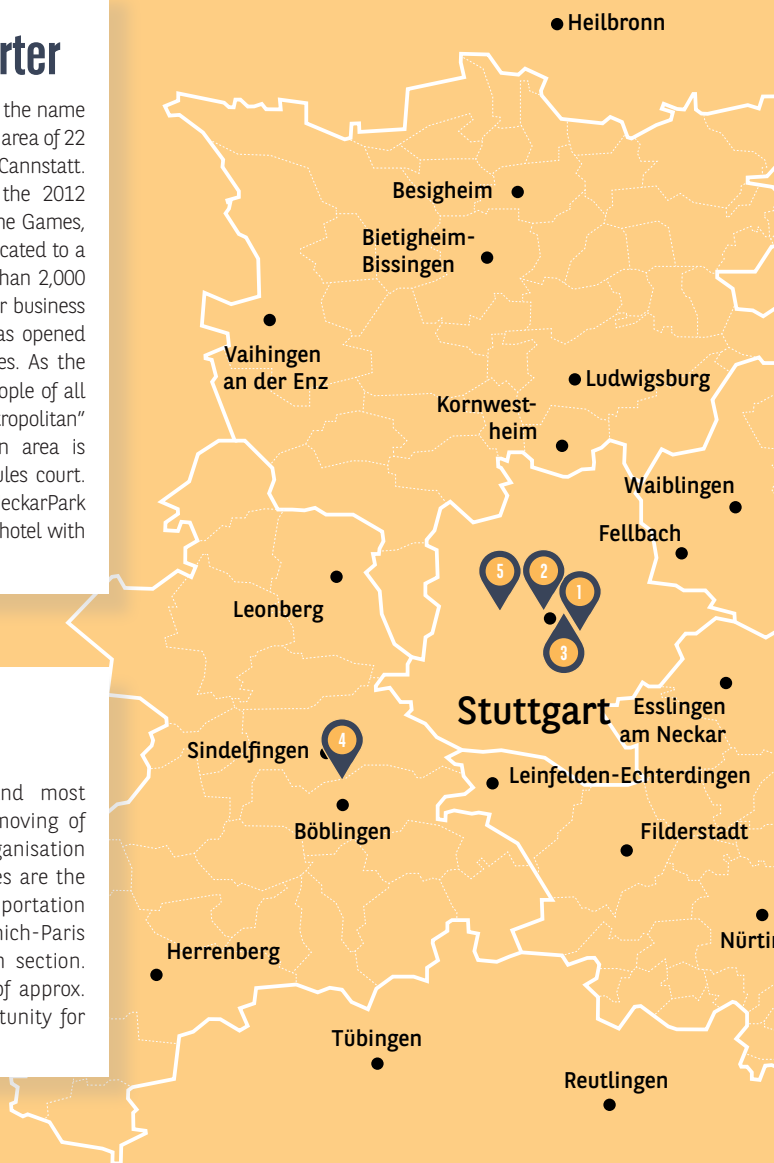 rter
the name
area of 22
Cannstatt.
the 2012
he Games,
cated to a
han 2,000
r business
as opened
es. As the
ople of all
ropolitan”
n area is
ules court.
eckarPark
hotel with
nd most
moving of
ganisation
es are the
portation
nich-Paris
n section.
of approx.
tunity for
Heilbronn
Besigheim
Bietigheim-
Bissingen
Vaihingen
an der Enz
Ludwigsburg
Kornwest-
heim
Waiblingen
Fellbach
5
2
1
3
Leonberg
Stuttgart
Esslingen
am Neckar
4
Sindelfingen
Leinfelden-Echterdingen
Böblingen
Filderstadt
Nürti
Herrenberg
Tübingen
Reutlingen